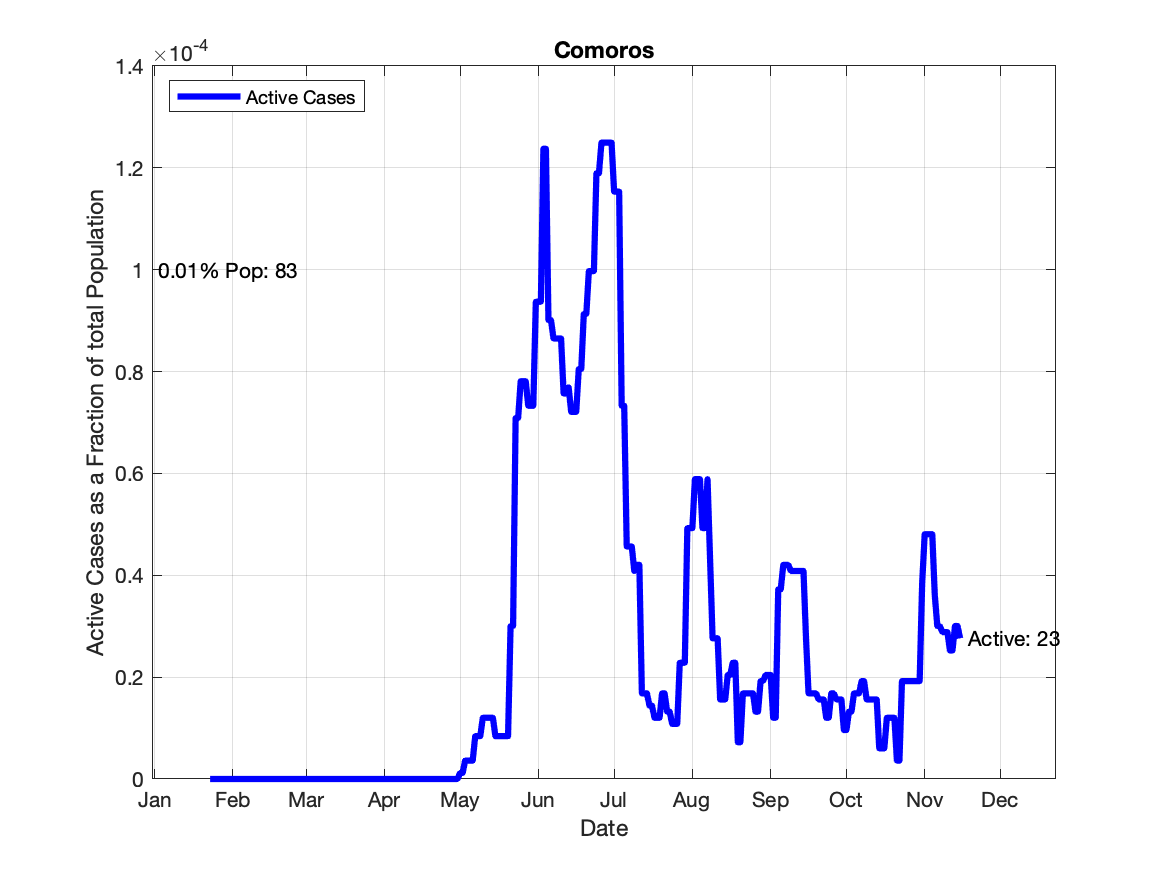 Comoros
×10⁻⁴
1.4
1.2
1
0.8
0.6
0.4
0.2
0
Active Cases
0.01% Pop: 83
Active: 23
Active Cases as a Fraction of total Population
Jan Feb Mar Apr May Jun Jul Aug Sep Oct Nov Dec
Date